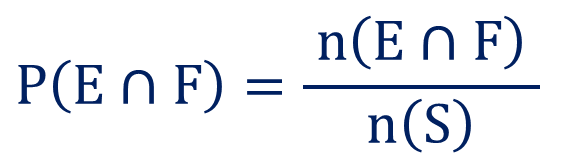 P(E ∩ F) = n(E ∩ F) / n(S)